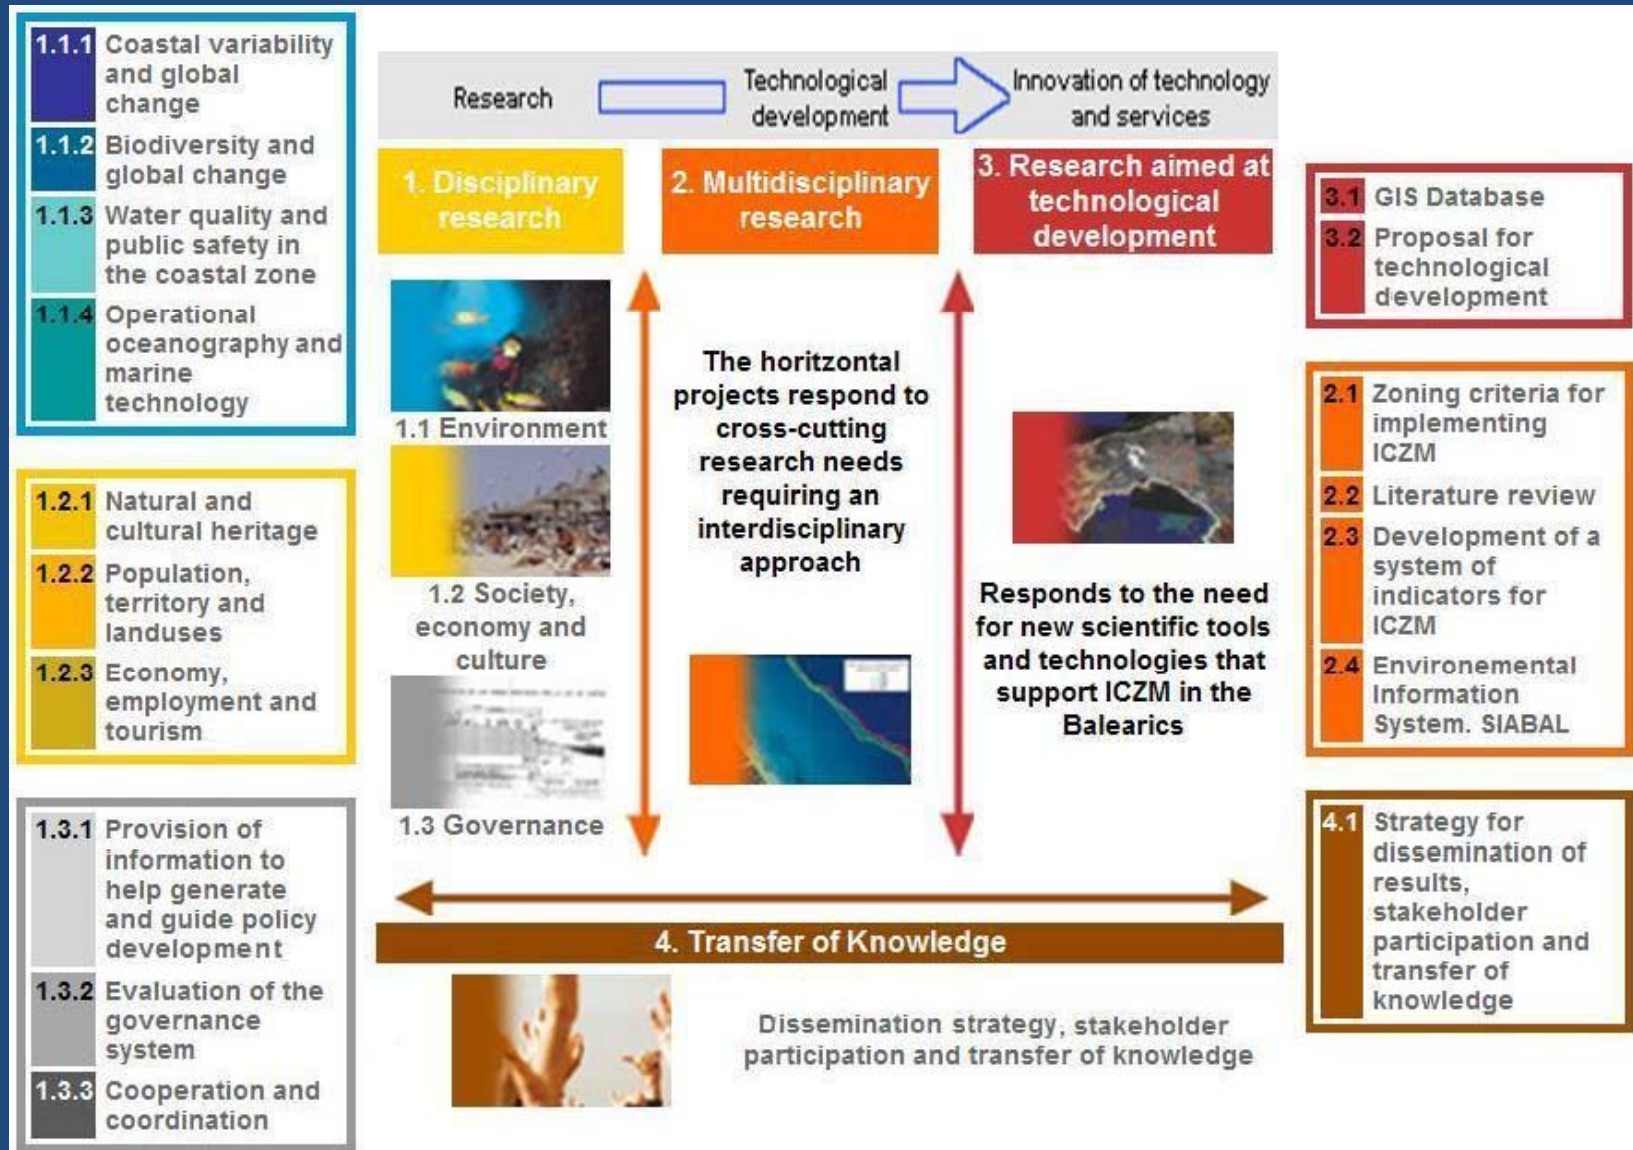 1.1.1 Coastal variability
and global
change
1.1.2 Biodiversity and
global change
1.1.3 Water quality and
public safety in
the coastal zone
1.1.4 Operational
oceanography and
marine
technology
1.2.1 Natural and
cultural heritage
1.2.2 Population,
territory and
landuses
1.2.3 Economy,
employment and
tourism
1.3.1 Provision of
information to
help generate
and guide policy
development
1.3.2 Evaluation of the
governance
system
1.3.3 Cooperation and
coordination
Research
Technological
development
Innovation of technology
and services
1. Disciplinary
research
2. Multidisciplinary
research
3. Research aimed at
technological
development
1.1 Environment
1.2 Society,
economy and
culture
1.3 Governance
The horitzontal
projects respond to
cross-cutting
research needs
requiring an
interdisciplinary
approach
Responds to the need
for new scientific tools
and technologies that
support ICZM in the
Balearics
4. Transfer of Knowledge
Dissemination strategy, stakeholder
participation and transfer of knowledge
3.1 GIS Database
3.2 Proposal for
technological
development
2.1 Zoning criteria for
implementing
ICZM
2.2 Literature review
2.3 Development of a
system of
indicators for
ICZM
2.4 Environemental
Information
System. SIABAL
4.1 Strategy for
dissemination of
results,
stakeholder
participation and
transfer of
knowledge